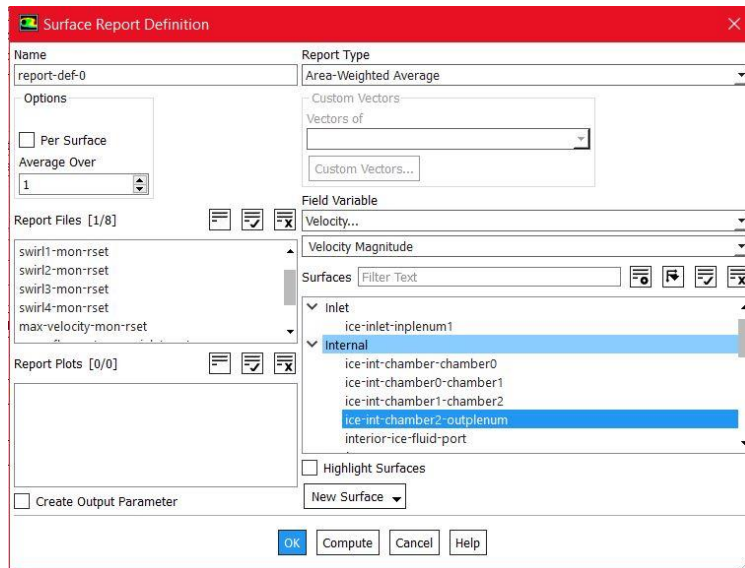 Surface Report Definition
Name
report-def-0
Options
Per Surface
Average Over
1
Report Files [1/8]
swirl1-mon-rset
swirl2-mon-rset
swirl3-mon-rset
swirl4-mon-rset
max-velocity-mon-rset
Report Plots [0/0]
Create Output Parameter
Report Type
Area-Weighted Average
Custom Vectors
Vectors of
Custom Vectors...
Field Variable
Velocity...
Velocity Magnitude
Surfaces Filter Text
Inlet
ice-inlet-inplenum1
Internal
ice-int-chamber-chamber0
ice-int-chamber0-chamber1
ice-int-chamber1-chamber2
ice-int-chamber2-outplenum
interior-ice-fluid-port
Highlight Surfaces
New Surface
OK Compute Cancel Help